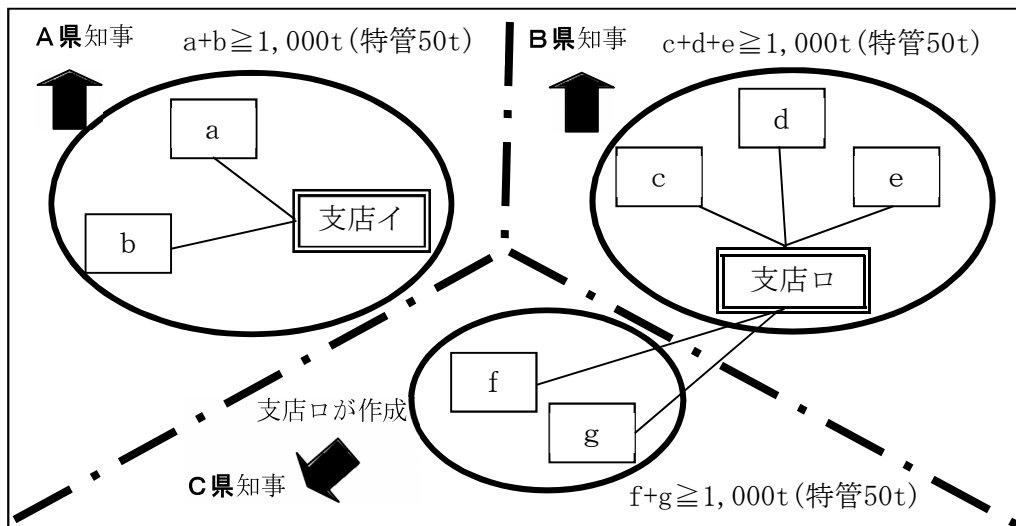 A県知事
a+b≧1,000t(特管50t)
B県知事
c+d+e≧1,000t(特管50t)
a
b
支店イ
d
c
e
支店ロ
f
g
支店ロが作成
C県知事
f+g≧1,000t(特管50t)